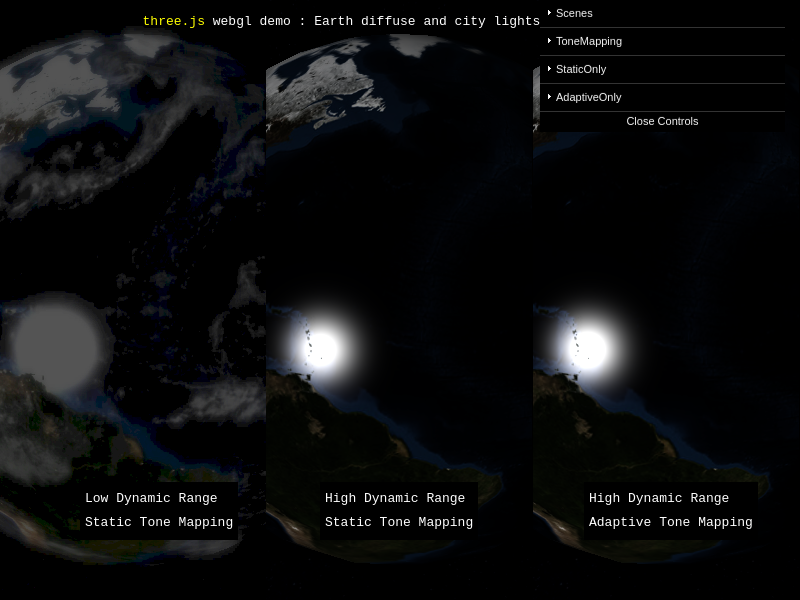 three.js webgl demo : Earth diffuse and city lights
Scenes
ToneMapping
StaticOnly
AdaptiveOnly
Close Controls
Low Dynamic Range
Static Tone Mapping
High Dynamic Range
Static Tone Mapping
High Dynamic Range
Adaptive Tone Mapping